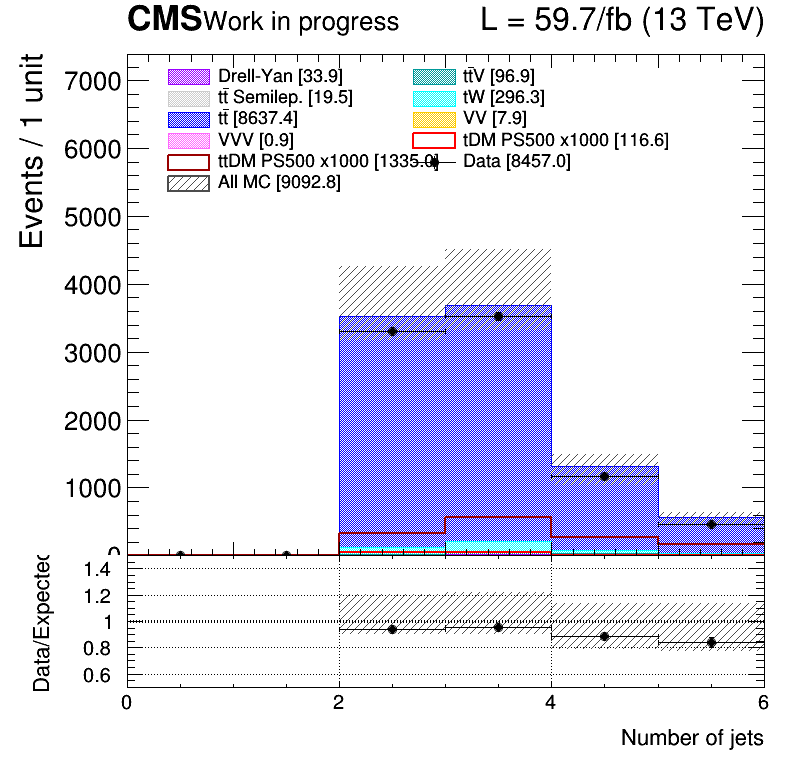 CMS Work in progress L = 59.7/fb (13 TeV)
Events / 1 unit
7000
6000
5000
4000
3000
2000
1000
0
Drell-Yan [33.9] tt̄V [96.9]
tt̄ Semilep. [19.5] tW [296.3]
tt̄ [8637.4] VV [7.9]
VVV [0.9] tDM PS500 x1000 [116.6]
ttDM PS500 x1000 [1335.0] Data [8457.0]
All MC [9092.8]
Data/Expected
1.4
1.2
1
0.8
0.6
0 2 4 6
Number of jets